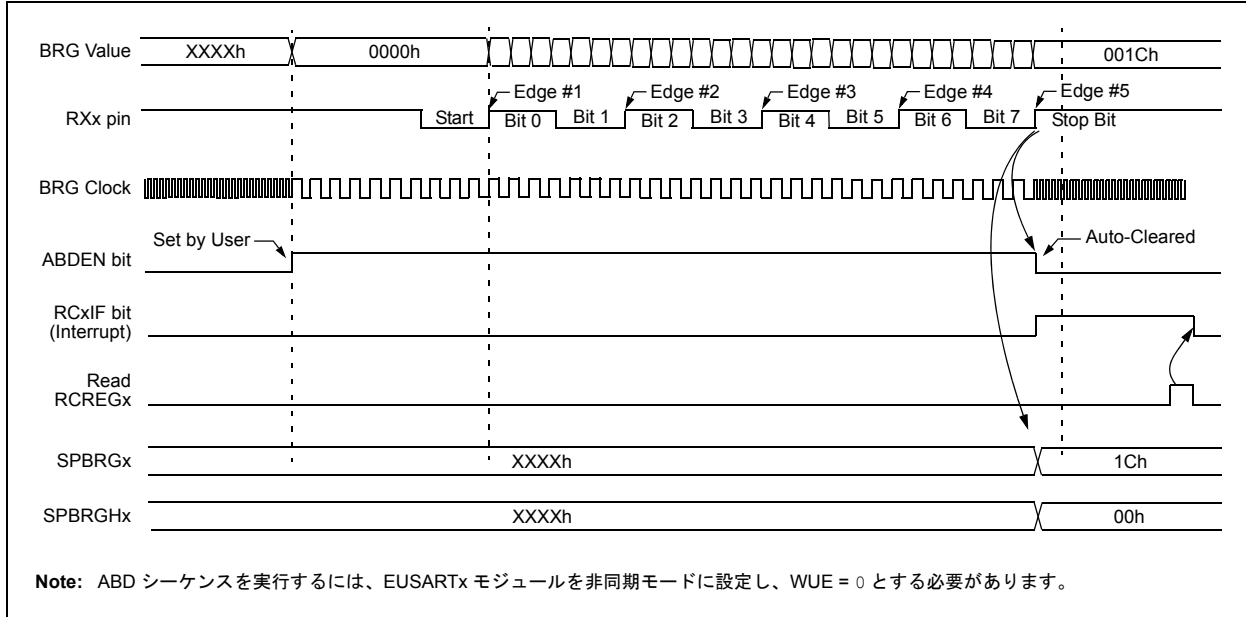 BRG Value XXXXh 0000h 001Ch
Edge #1 Edge #2 Edge #3 Edge #4 Edge #5
RXx pin Start Bit 0 Bit 1 Bit 2 Bit 3 Bit 4 Bit 5 Bit 6 Bit 7 Stop Bit
BRG Clock
Set by User Auto-Cleared
ABDEN bit
RCxIF bit
(Interrupt)
Read
RCREGx
SPBRGx XXXXh 1Ch
SPBRGHx XXXXh 00h
Note: ABD シーケンスを実行するには、EUSARTx モジュールを非同期モードに設定し、WUE = 0 とする必要があります。